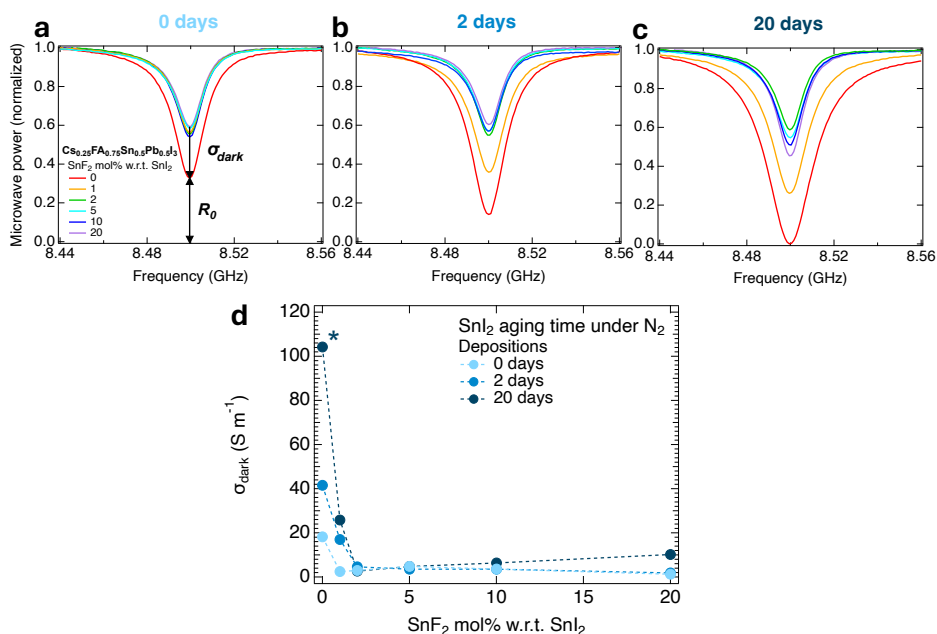 0 days
2 days
20 days
a
b
c
Microwave power (normalized)
1.0
0.8
0.6
0.4
0.2
0.0
Cs0.25FA0.75Sn0.5Pb0.5I3
SnF2 mol% w.r.t. SnI2
0
1
2
5
10
20
σdark
R0
8.44
8.48
8.52
8.56
Frequency (GHz)
1.0
0.8
0.6
0.4
0.2
0.0
8.44
8.48
8.52
8.56
Frequency (GHz)
1.0
0.8
0.6
0.4
0.2
0.0
8.44
8.48
8.52
8.56
Frequency (GHz)
d
σdark (S m-1)
120
100
80
60
40
20
0
*
SnI2 aging time under N2
Depositions
0 days
2 days
20 days
0
5
10
15
20
SnF2 mol% w.r.t. SnI2